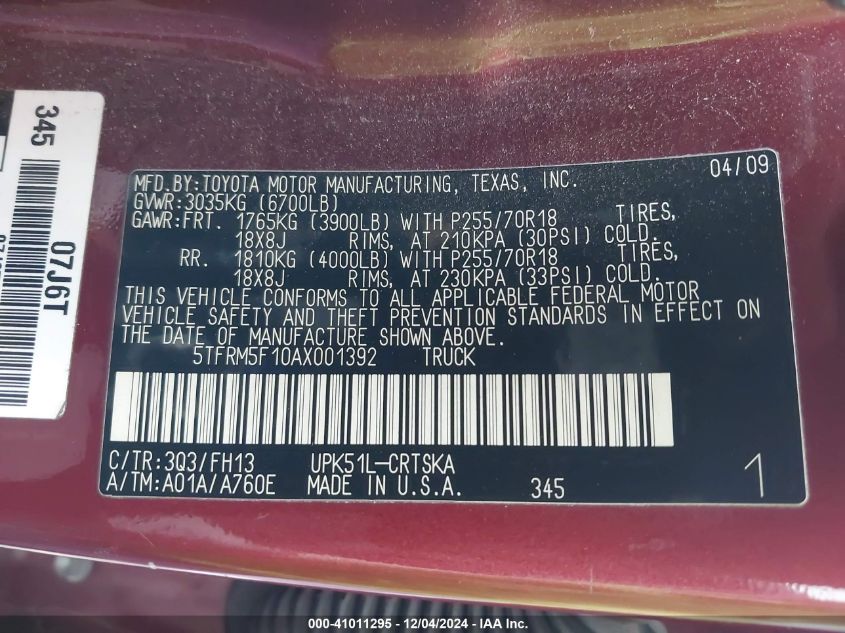 345
07J6T
04/09
MFD.BY:TOYOTA MOTOR MANUFACTURING, TEXAS, INC.
GVWR:3035KG (6700LB)
GAWR:FRT. 1765KG (3900LB) WITH P255/70R18 TIRES,
18X8J RIMS, AT 210KPA (30PSI) COLD.
RR. 1810KG (4000LB) WITH P255/70R18 TIRES,
18X8J RIMS, AT 230KPA (33PSI) COLD.
THIS VEHICLE CONFORMS TO ALL APPLICABLE FEDERAL MOTOR
VEHICLE SAFETY AND THEFT PREVENTION STANDARDS IN EFFECT ON
THE DATE OF MANUFACTURE SHOWN ABOVE.
5TFRM5F10AX001392 TRUCK
C/TR:3Q3/FH13 UPK51L-CRTSKA
A/TM:A01A/A760E MADE IN U.S.A. 345 1
000-41011295 - 12/04/2024 - IAA Inc.